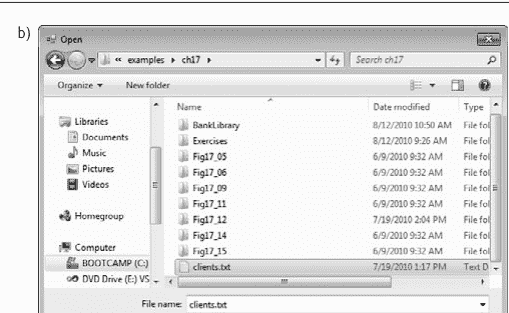 b)
Open
« examples ▸ ch17 ▸ Search ch17
Organize ▾ New folder
Name Date modified Type
Libraries
Documents
Music
Pictures
Videos
Homegroup
Computer
BOOTCAMP (C:)
DVD Drive (E:) VS
BankLibrary 8/12/2010 10:50 AM File fol
Exercises 8/12/2010 9:26 AM File fol
Fig17_05 6/9/2010 9:32 AM File fol
Fig17_06 6/9/2010 9:32 AM File fol
Fig17_09 6/9/2010 9:32 AM File fol
Fig17_11 6/9/2010 9:32 AM File fol
Fig17_12 7/19/2010 2:04 PM File fol
Fig17_14 6/9/2010 9:32 AM File fol
Fig17_15 6/9/2010 9:32 AM File fol
clients.txt 7/19/2010 1:17 PM Text D
File name: clients.txt